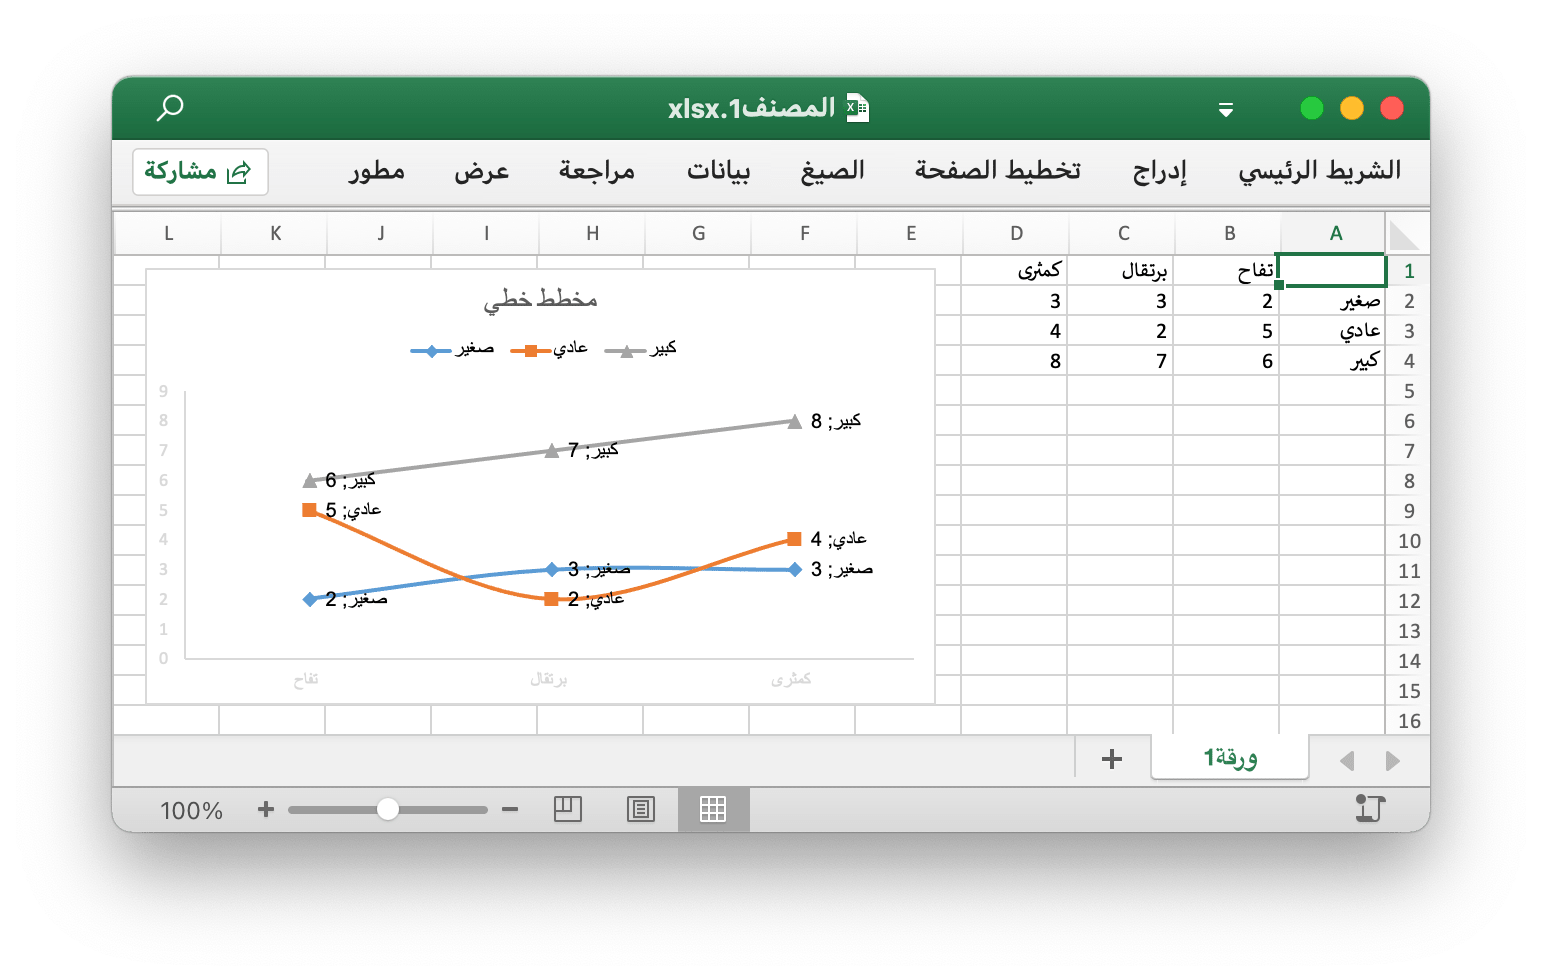 المصنف1.xlsx
الشريط الرئيسي إدراج تخطيط الصفحة الصيغ بيانات مراجعة عرض مطور مشاركة
A B C D E F G H I J K L
1 تفاح برتقال كمثرى
2 صغير 2 3 3
3 عادي 5 2 4
4 كبير 6 7 8
5
6
7
8
9
10
11
12
13
14
15
16
مخطط خطي
صغير عادي كبير
9
8
7
6
5
4
3
2
1
0
كبير; 8
كبير; 7
كبير; 6
عادي; 5
عادي; 4
صغير; 3
صغير; 3
صغير; 2
عادي; 2
تفاح برتقال كمثرى
ورقة1
100%